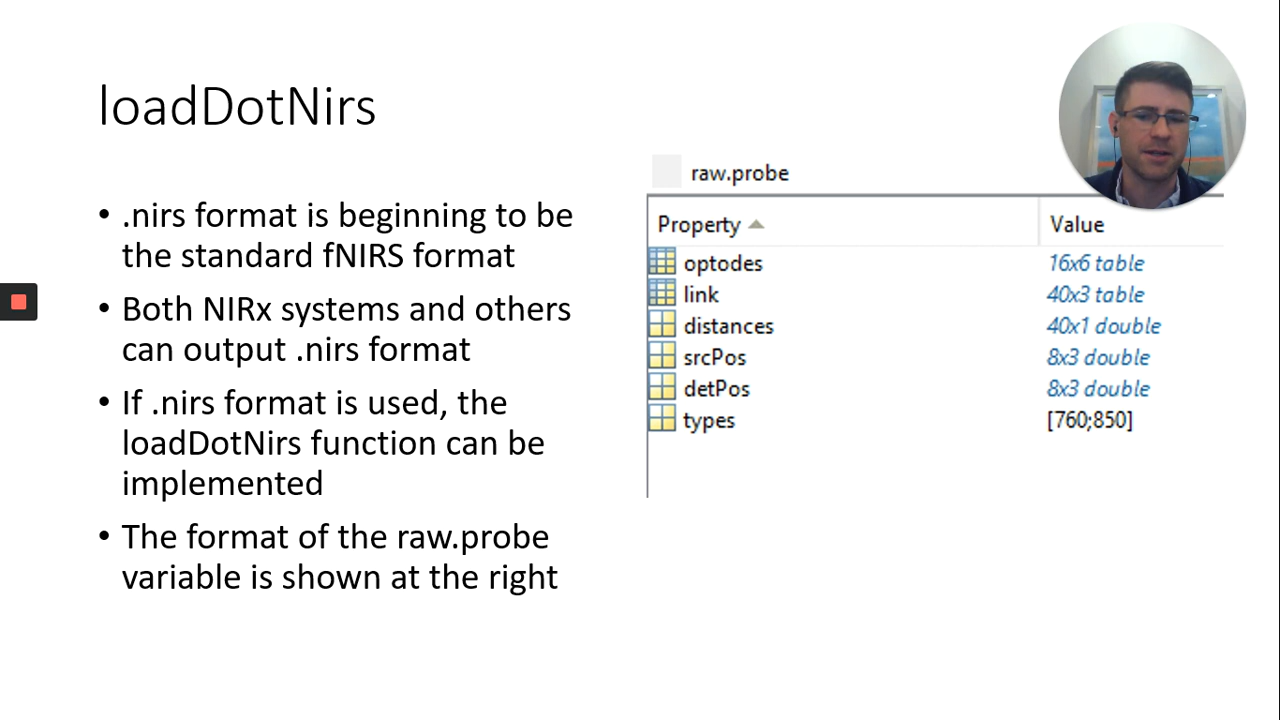 loadDotNirs
• .nirs format is beginning to be
the standard fNIRS format
• Both NIRx systems and others
can output .nirs format
• If .nirs format is used, the
loadDotNirs function can be
implemented
• The format of the raw.probe
variable is shown at the right
raw.probe
Property Value
optodes 16x6 table
link 40x3 table
distances 40x1 double
srcPos 8x3 double
detPos 8x3 double
types [760;850]